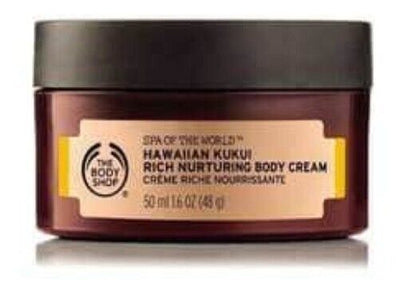 THE
BODY
SHOP
®
SPA OF THE WORLD™
HAWAIIAN KUKUI
RICH NURTURING BODY CREAM
CRÈME RICHE NOURRISSANTE
50 ml 1.6 OZ (48 g)